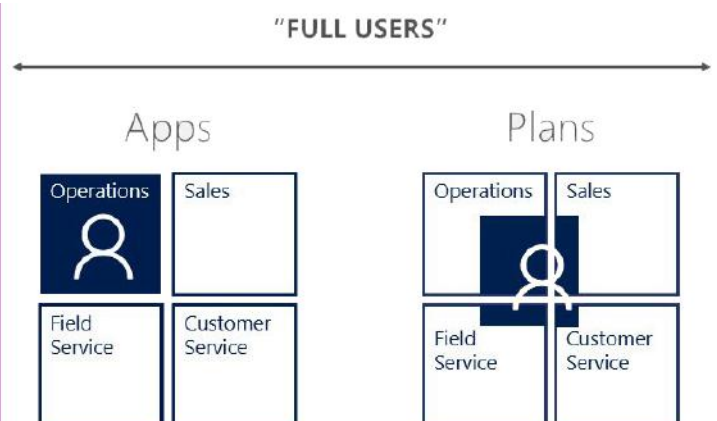 "FULL USERS"
Apps
Operations
Sales
Field
Service
Customer
Service
Plans
Operations
Sales
Field
Service
Customer
Service